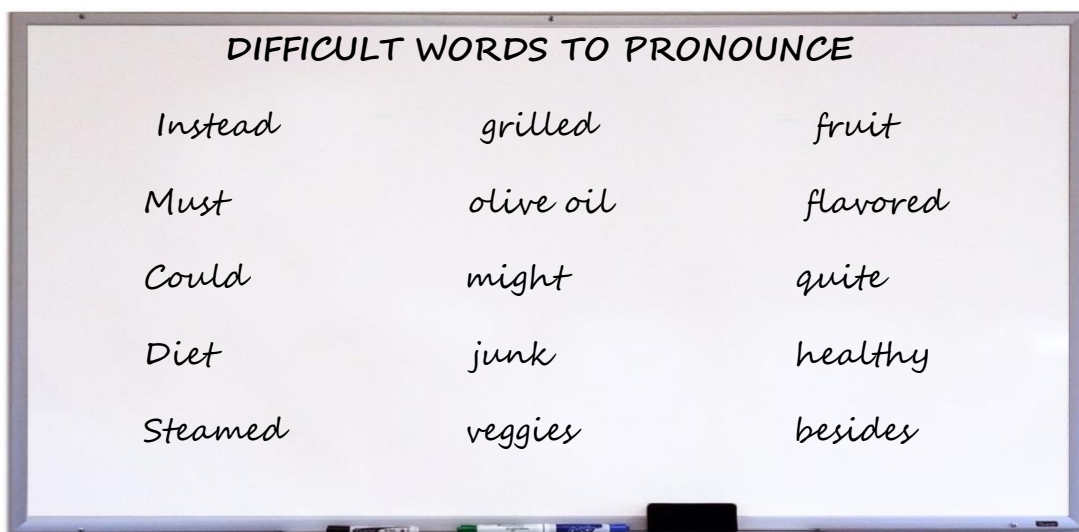 DIFFICULT WORDS TO PRONOUNCE
Instead grilled fruit
Must olive oil flavored
Could might quite
Diet junk healthy
Steamed veggies besides